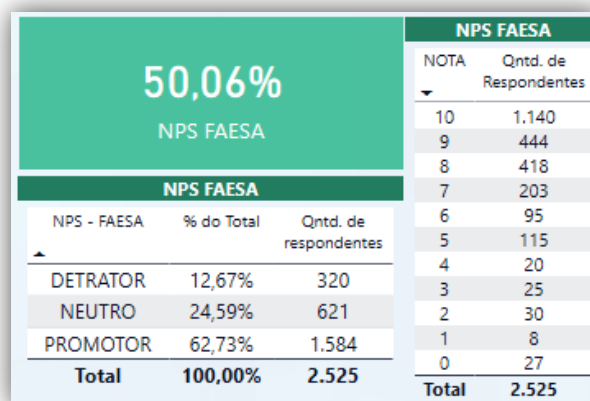 50,06%
NPS FAESA
NPS FAESA
NPS - FAESA % do Total Qntd. de respondentes
DETRATOR 12,67% 320
NEUTRO 24,59% 621
PROMOTOR 62,73% 1.584
Total 100,00% 2.525
NPS FAESA
NOTA Qntd. de Respondentes
10 1.140
9 444
8 418
7 203
6 95
5 115
4 20
3 25
2 30
1 8
0 27
Total 2.525